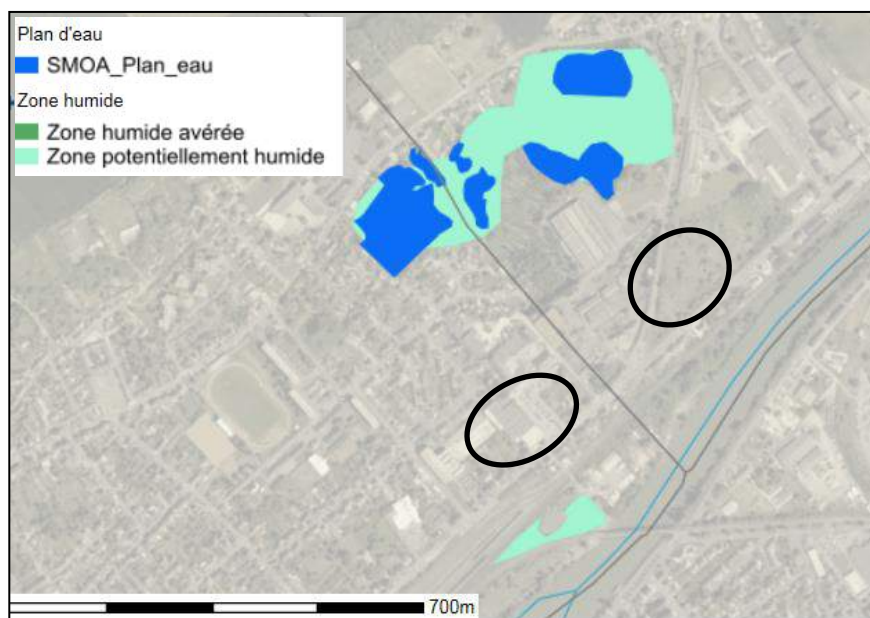 Plan d'eau
SMOA_Plan_eau
Zone humide
Zone humide avérée
Zone potentiellement humide
700m